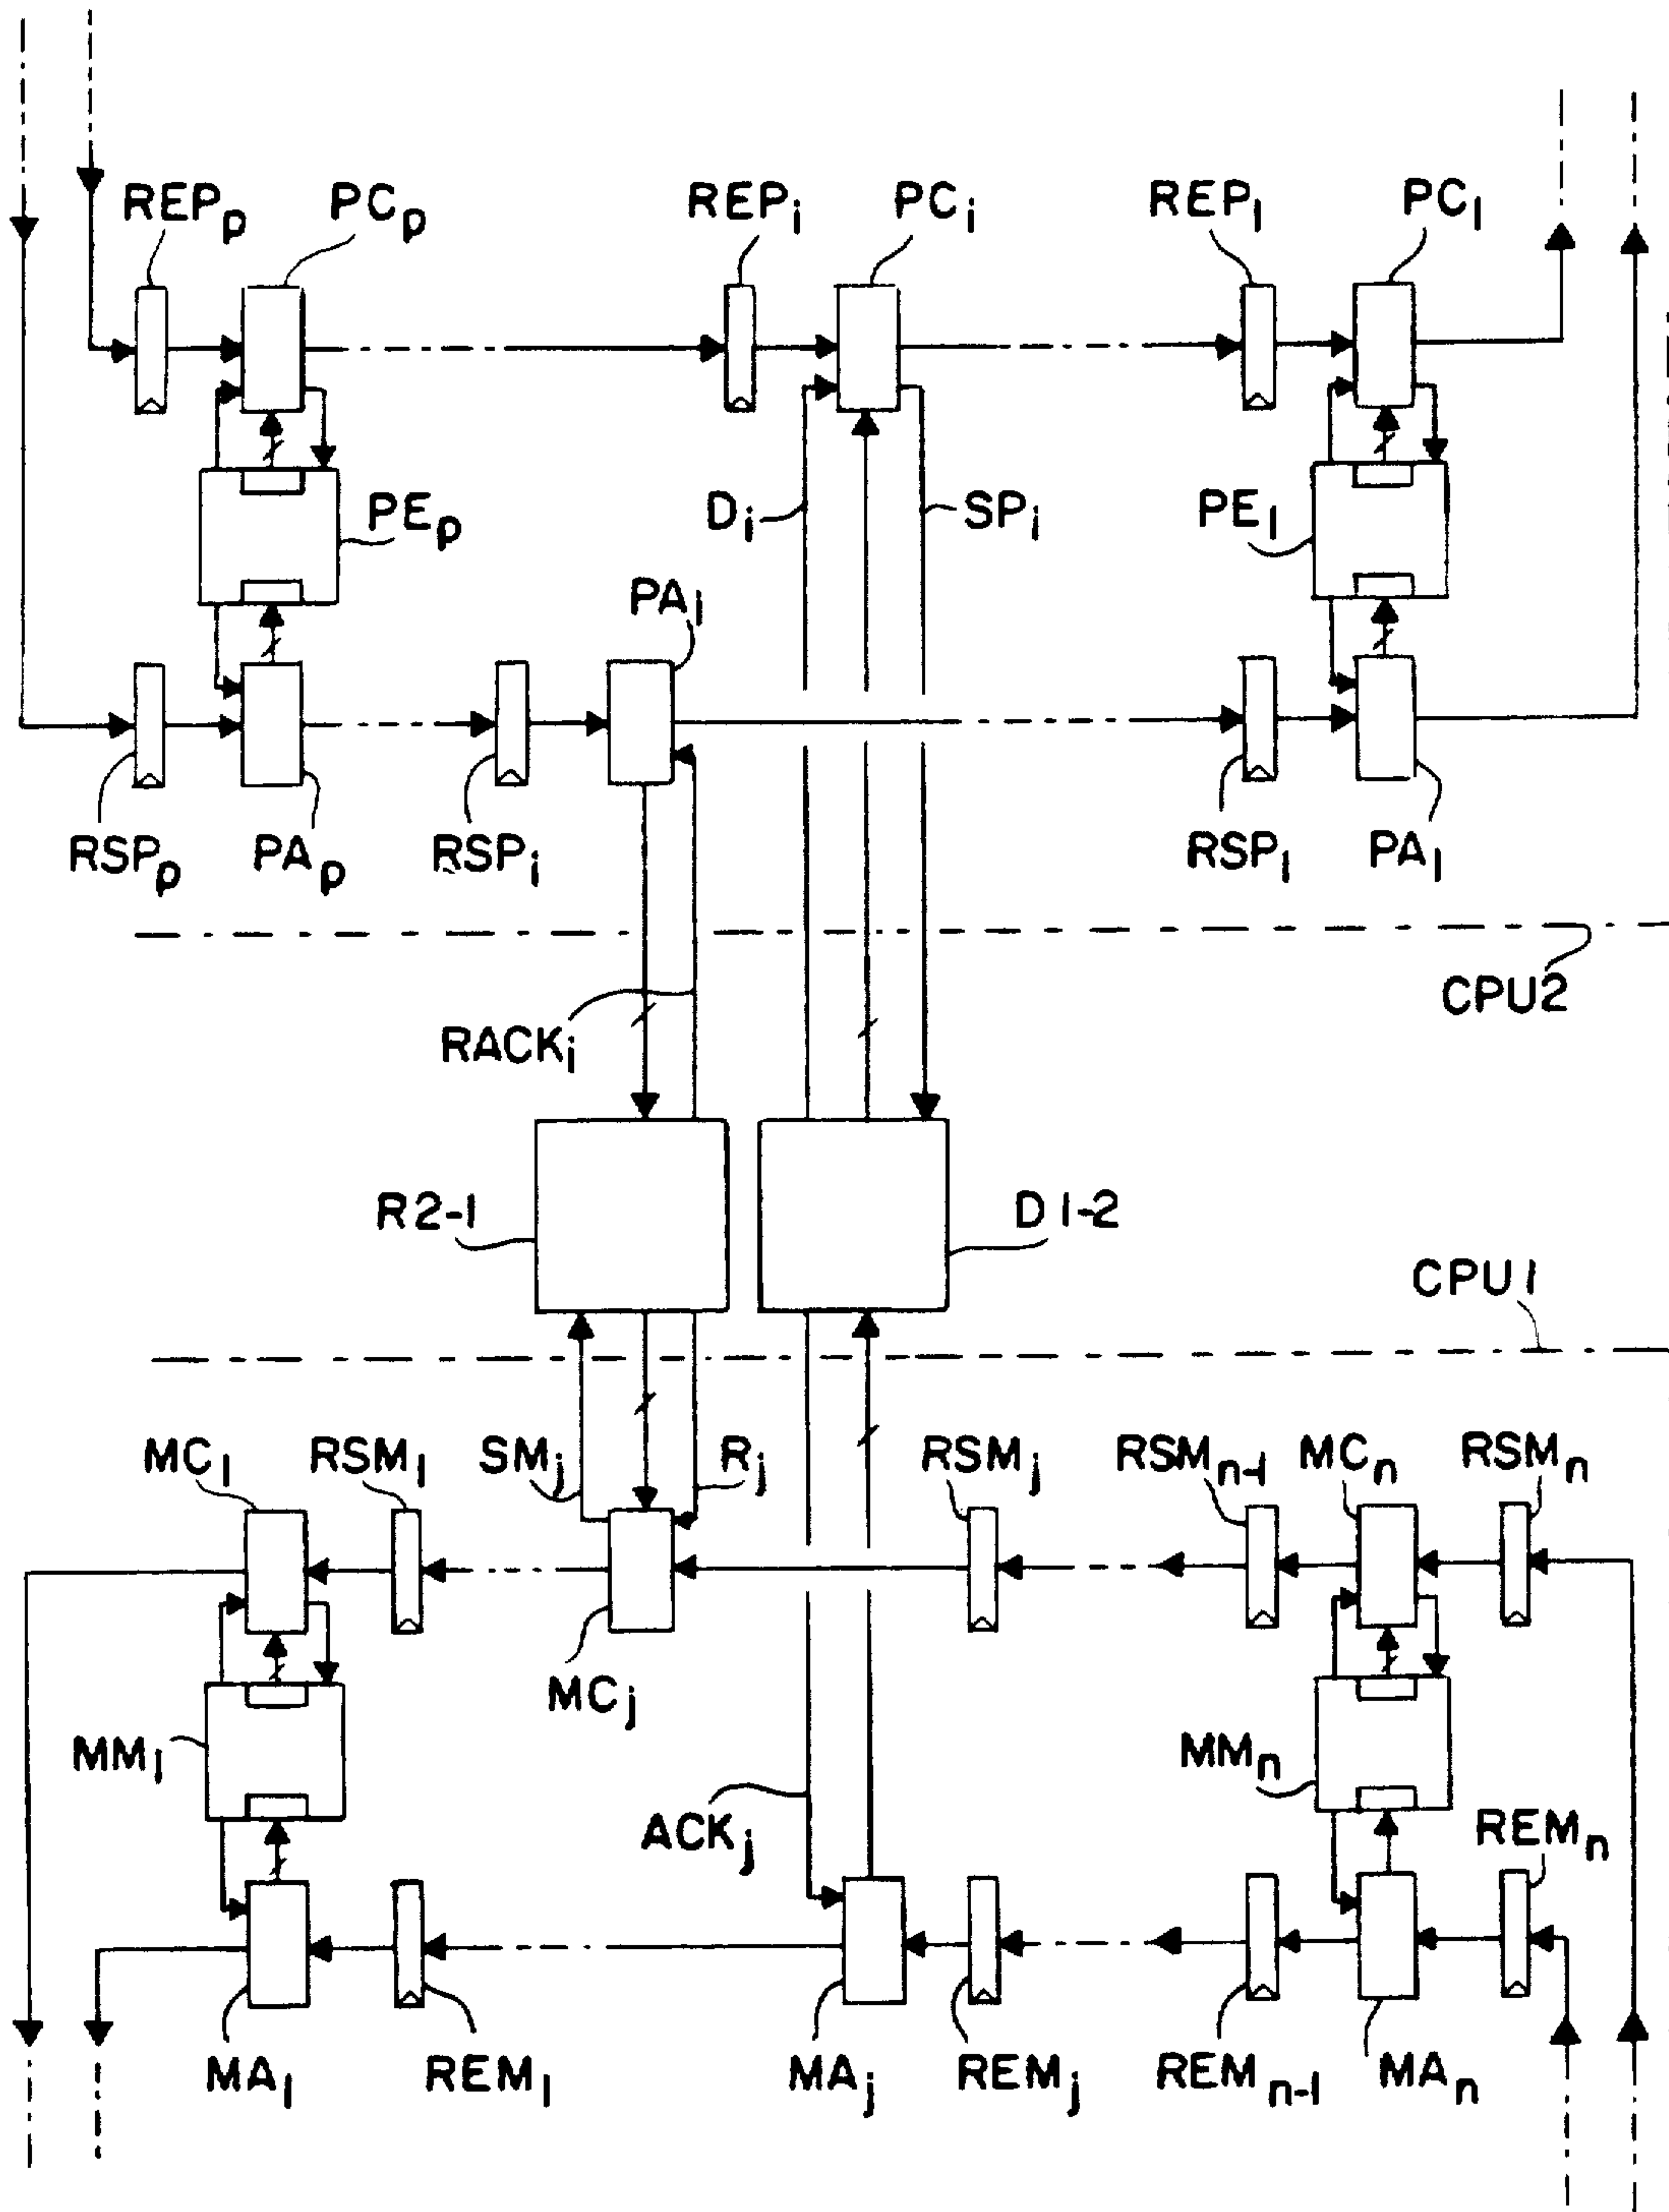 REPp PCp REPi PCi REP1 PC1
PEp Di SPi PE1
PAi
RSPp PAp RSPi RSP1 PA1
CPU2
RACKi
R2-1 D1-2
CPU1
MC1 RSM1 SMj Rj RSMj RSMn-1 MCn RSMn
MCj
MM1 MMn
ACKj REMn
MA1 REM1 MAj REMj REMn-1 MAn